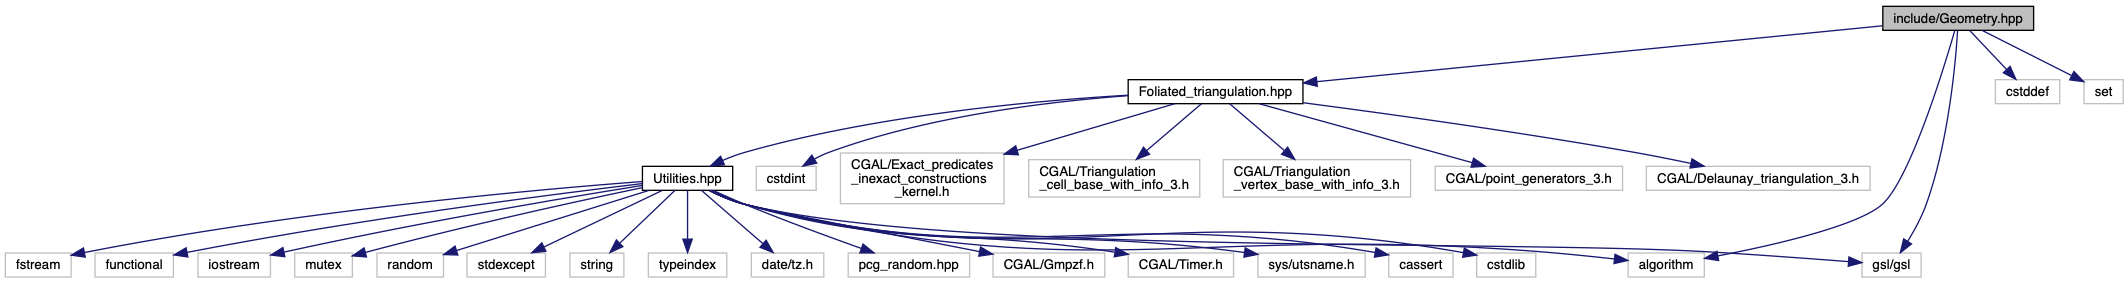 include/Geometry.hpp
Foliated_triangulation.hpp
cstddef
set
Utilities.hpp
cstdint
CGAL/Exact_predicates
_inexact_constructions
_kernel.h
CGAL/Triangulation
_cell_base_with_info_3.h
CGAL/Triangulation
_vertex_base_with_info_3.h
CGAL/point_generators_3.h
CGAL/Delaunay_triangulation_3.h
fstream
functional
iostream
mutex
random
stdexcept
string
typeindex
date/tz.h
pcg_random.hpp
CGAL/Gmpzf.h
CGAL/Timer.h
sys/utsname.h
cassert
cstdlib
algorithm
gsl/gsl